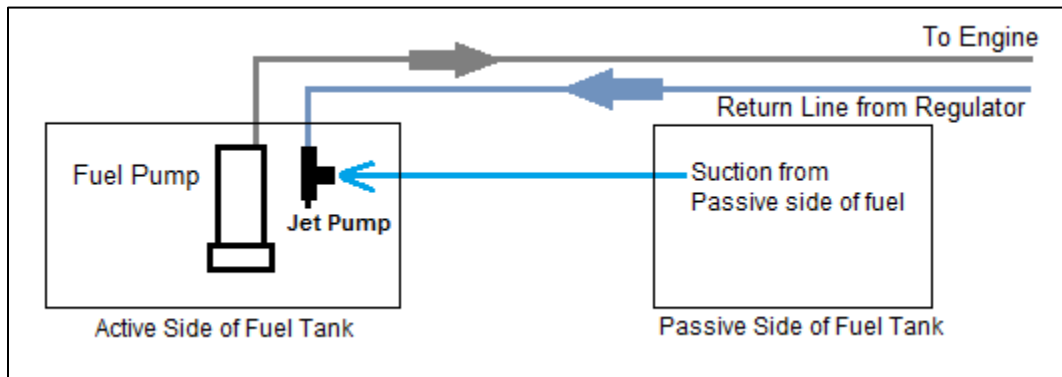 To Engine
Return Line from Regulator
Fuel Pump
Jet Pump
Suction from
Passive side of fuel
Active Side of Fuel Tank
Passive Side of Fuel Tank